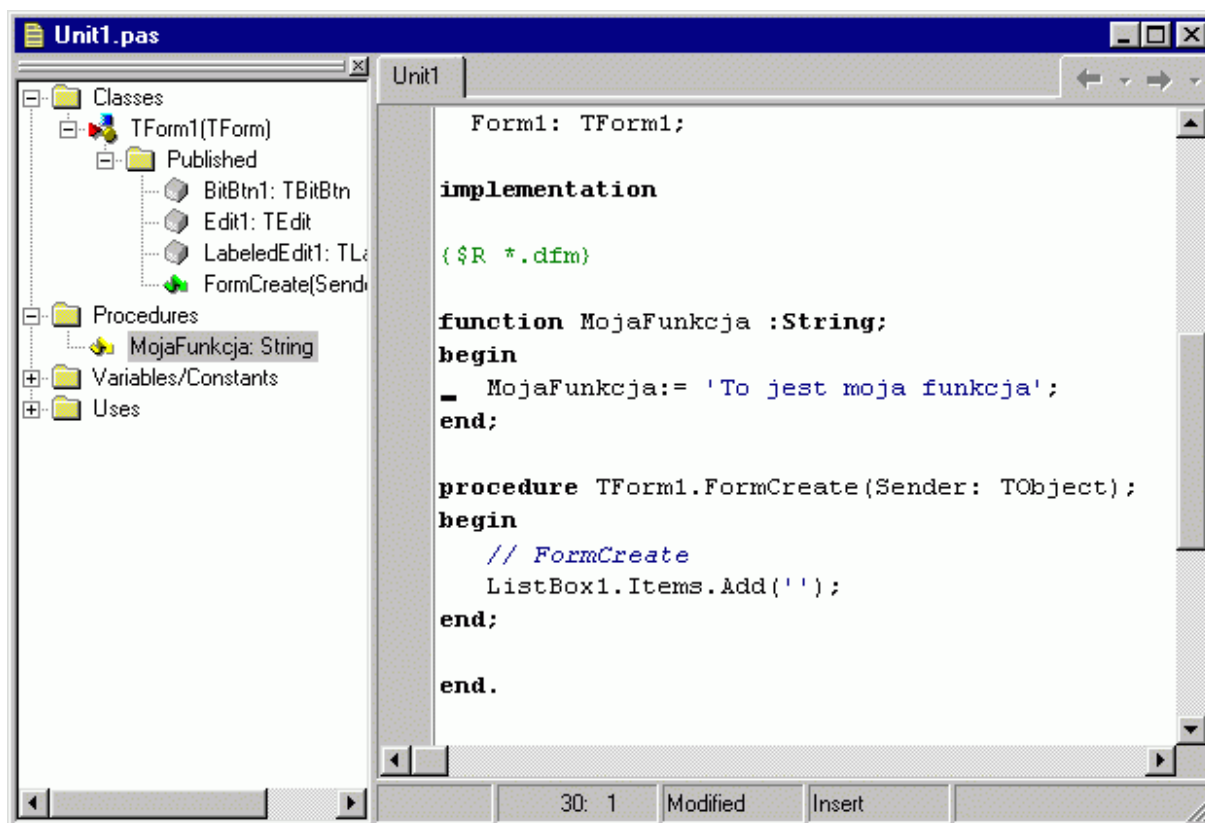 Unit1.pas
Classes
TForm1(TForm)
Published
BitBtn1: TBitBtn
Edit1: TEdit
LabeledEdit1: TLa
FormCreate(Send
Procedures
MojaFunkcja: String
Variables/Constants
Uses
Unit1
Form1: TForm1;
implementation
{$R *.dfm}
function MojaFunkcja :String;
begin
MojaFunkcja:= 'To jest moja funkcja';
end;
procedure TForm1.FormCreate(Sender: TObject);
begin
// FormCreate
ListBox1.Items.Add('');
end;
end.
30: 1 Modified Insert